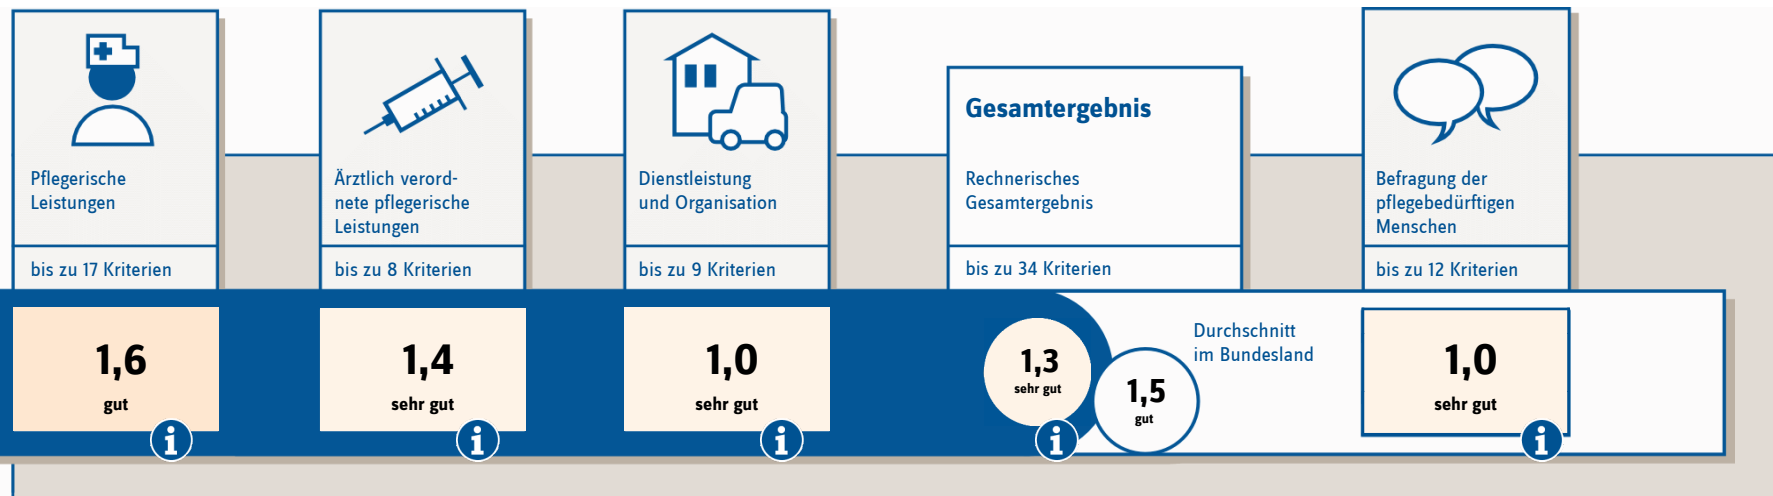 Pflegerische
Leistungen
bis zu 17 Kriterien
1,6
gut
i
Ärztlich verord-
nete pflegerische
Leistungen
bis zu 8 Kriterien
1,4
sehr gut
i
Dienstleistung
und Organisation
bis zu 9 Kriterien
1,0
sehr gut
i
Gesamtergebnis
Rechnerisches
Gesamtergebnis
bis zu 34 Kriterien
1,3
sehr gut
i
Durchschnitt
im Bundesland
1,5
gut
Befragung der
pflegebedürftigen
Menschen
bis zu 12 Kriterien
1,0
sehr gut
i